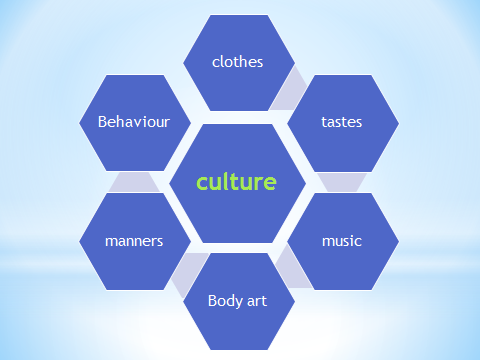 clothes
Behaviour
tastes
culture
manners
music
Body art